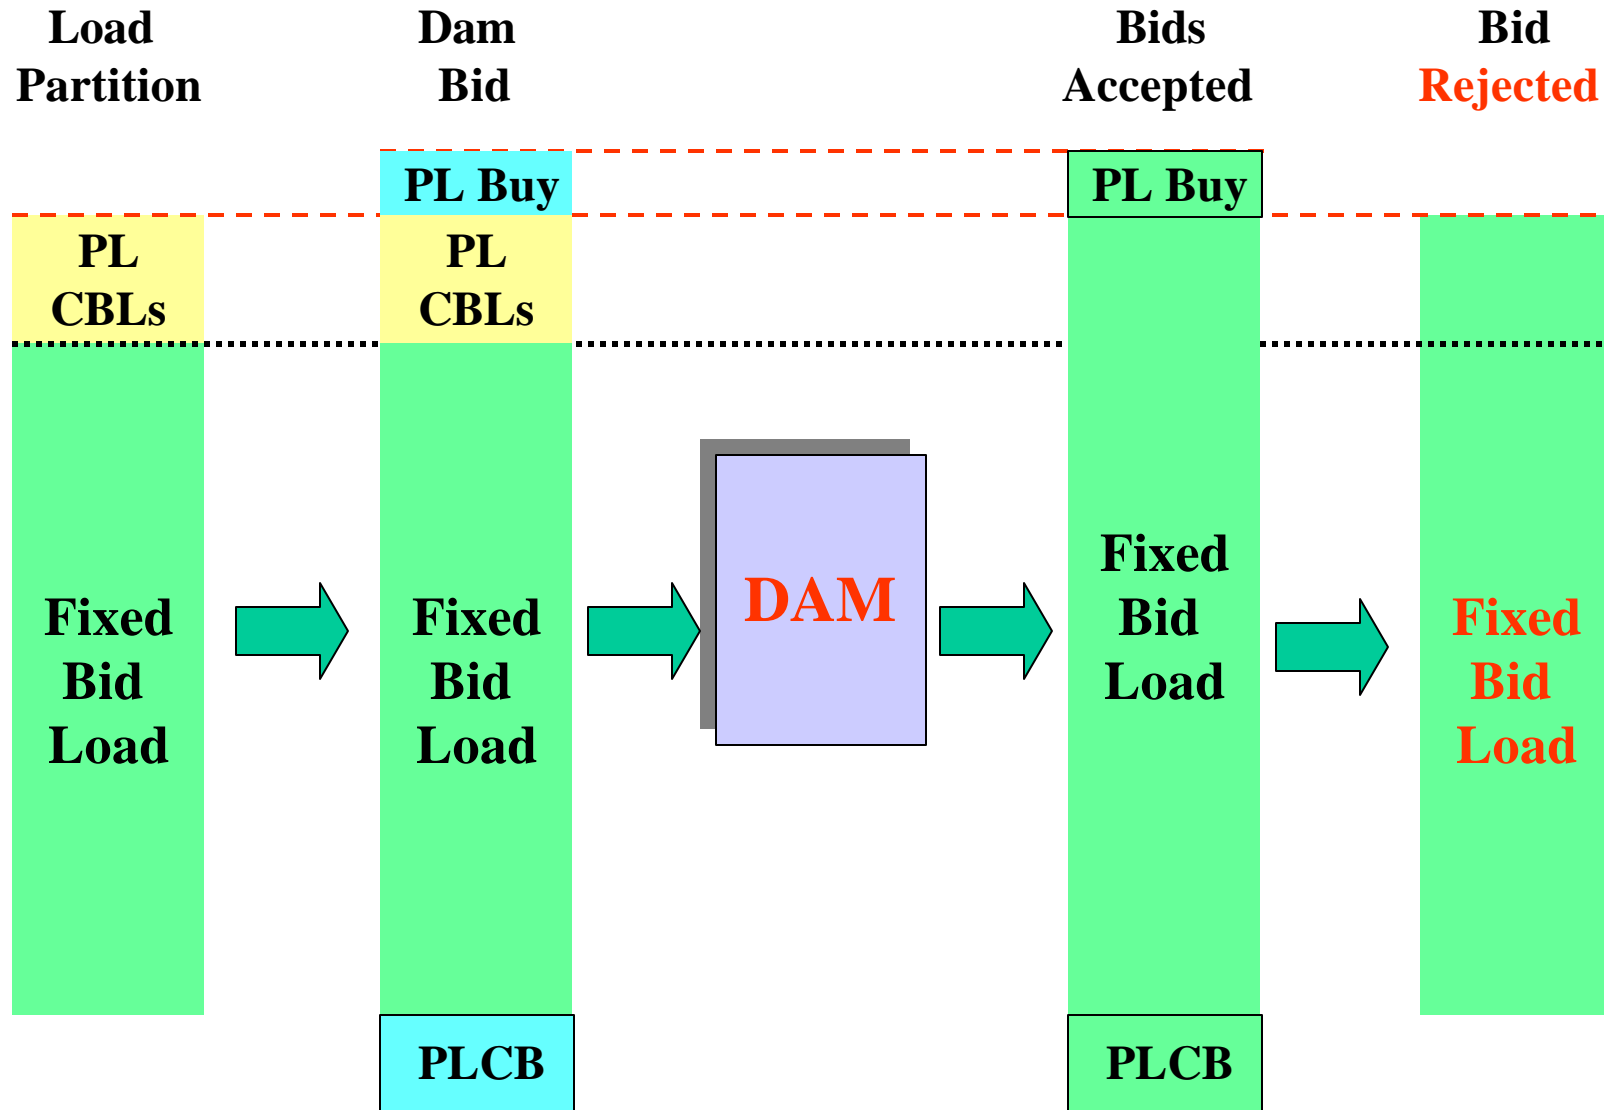 Load
Partition
Dam
Bid
Bids
Accepted
Bid
Rejected
PL
CBLs
Fixed
Bid
Load
PL Buy
PL
CBLs
Fixed
Bid
Load
PLCB
DAM
PL Buy
Fixed
Bid
Load
PLCB
Fixed
Bid
Load